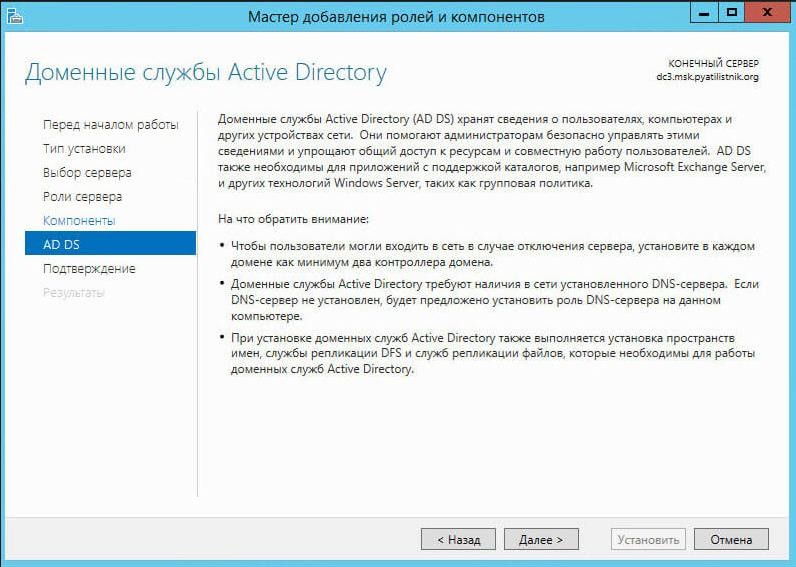 Мастер добавления ролей и компонентов
Доменные службы Active Directory
КОНЕЧНЫЙ СЕРВЕР
dc3.msk.pyatilistnik.org
Перед началом работы
Тип установки
Выбор сервера
Роли сервера
Компоненты
AD DS
Подтверждение
Результаты
Доменные службы Active Directory (AD DS) хранят сведения о пользователях, компьютерах и
других устройствах сети. Они помогают администраторам безопасно управлять этими
сведениями и упрощают общий доступ к ресурсам и совместную работу пользователей. AD DS
также необходимы для приложений с поддержкой каталогов, например Microsoft Exchange Server,
и других технологий Windows Server, таких как групповая политика.
На что обратить внимание:
• Чтобы пользователи могли входить в сеть в случае отключения сервера, установите в каждом
домене как минимум два контроллера домена.
• Доменные службы Active Directory требуют наличия в сети установленного DNS-сервера. Если
DNS-сервер не установлен, будет предложено установить роль DNS-сервера на данном
компьютере.
• При установке доменных служб Active Directory также выполняется установка пространств
имен, службы репликации DFS и служб репликации файлов, которые необходимы для работы
доменных служб Active Directory.
< Назад
Далее >
Установить
Отмена